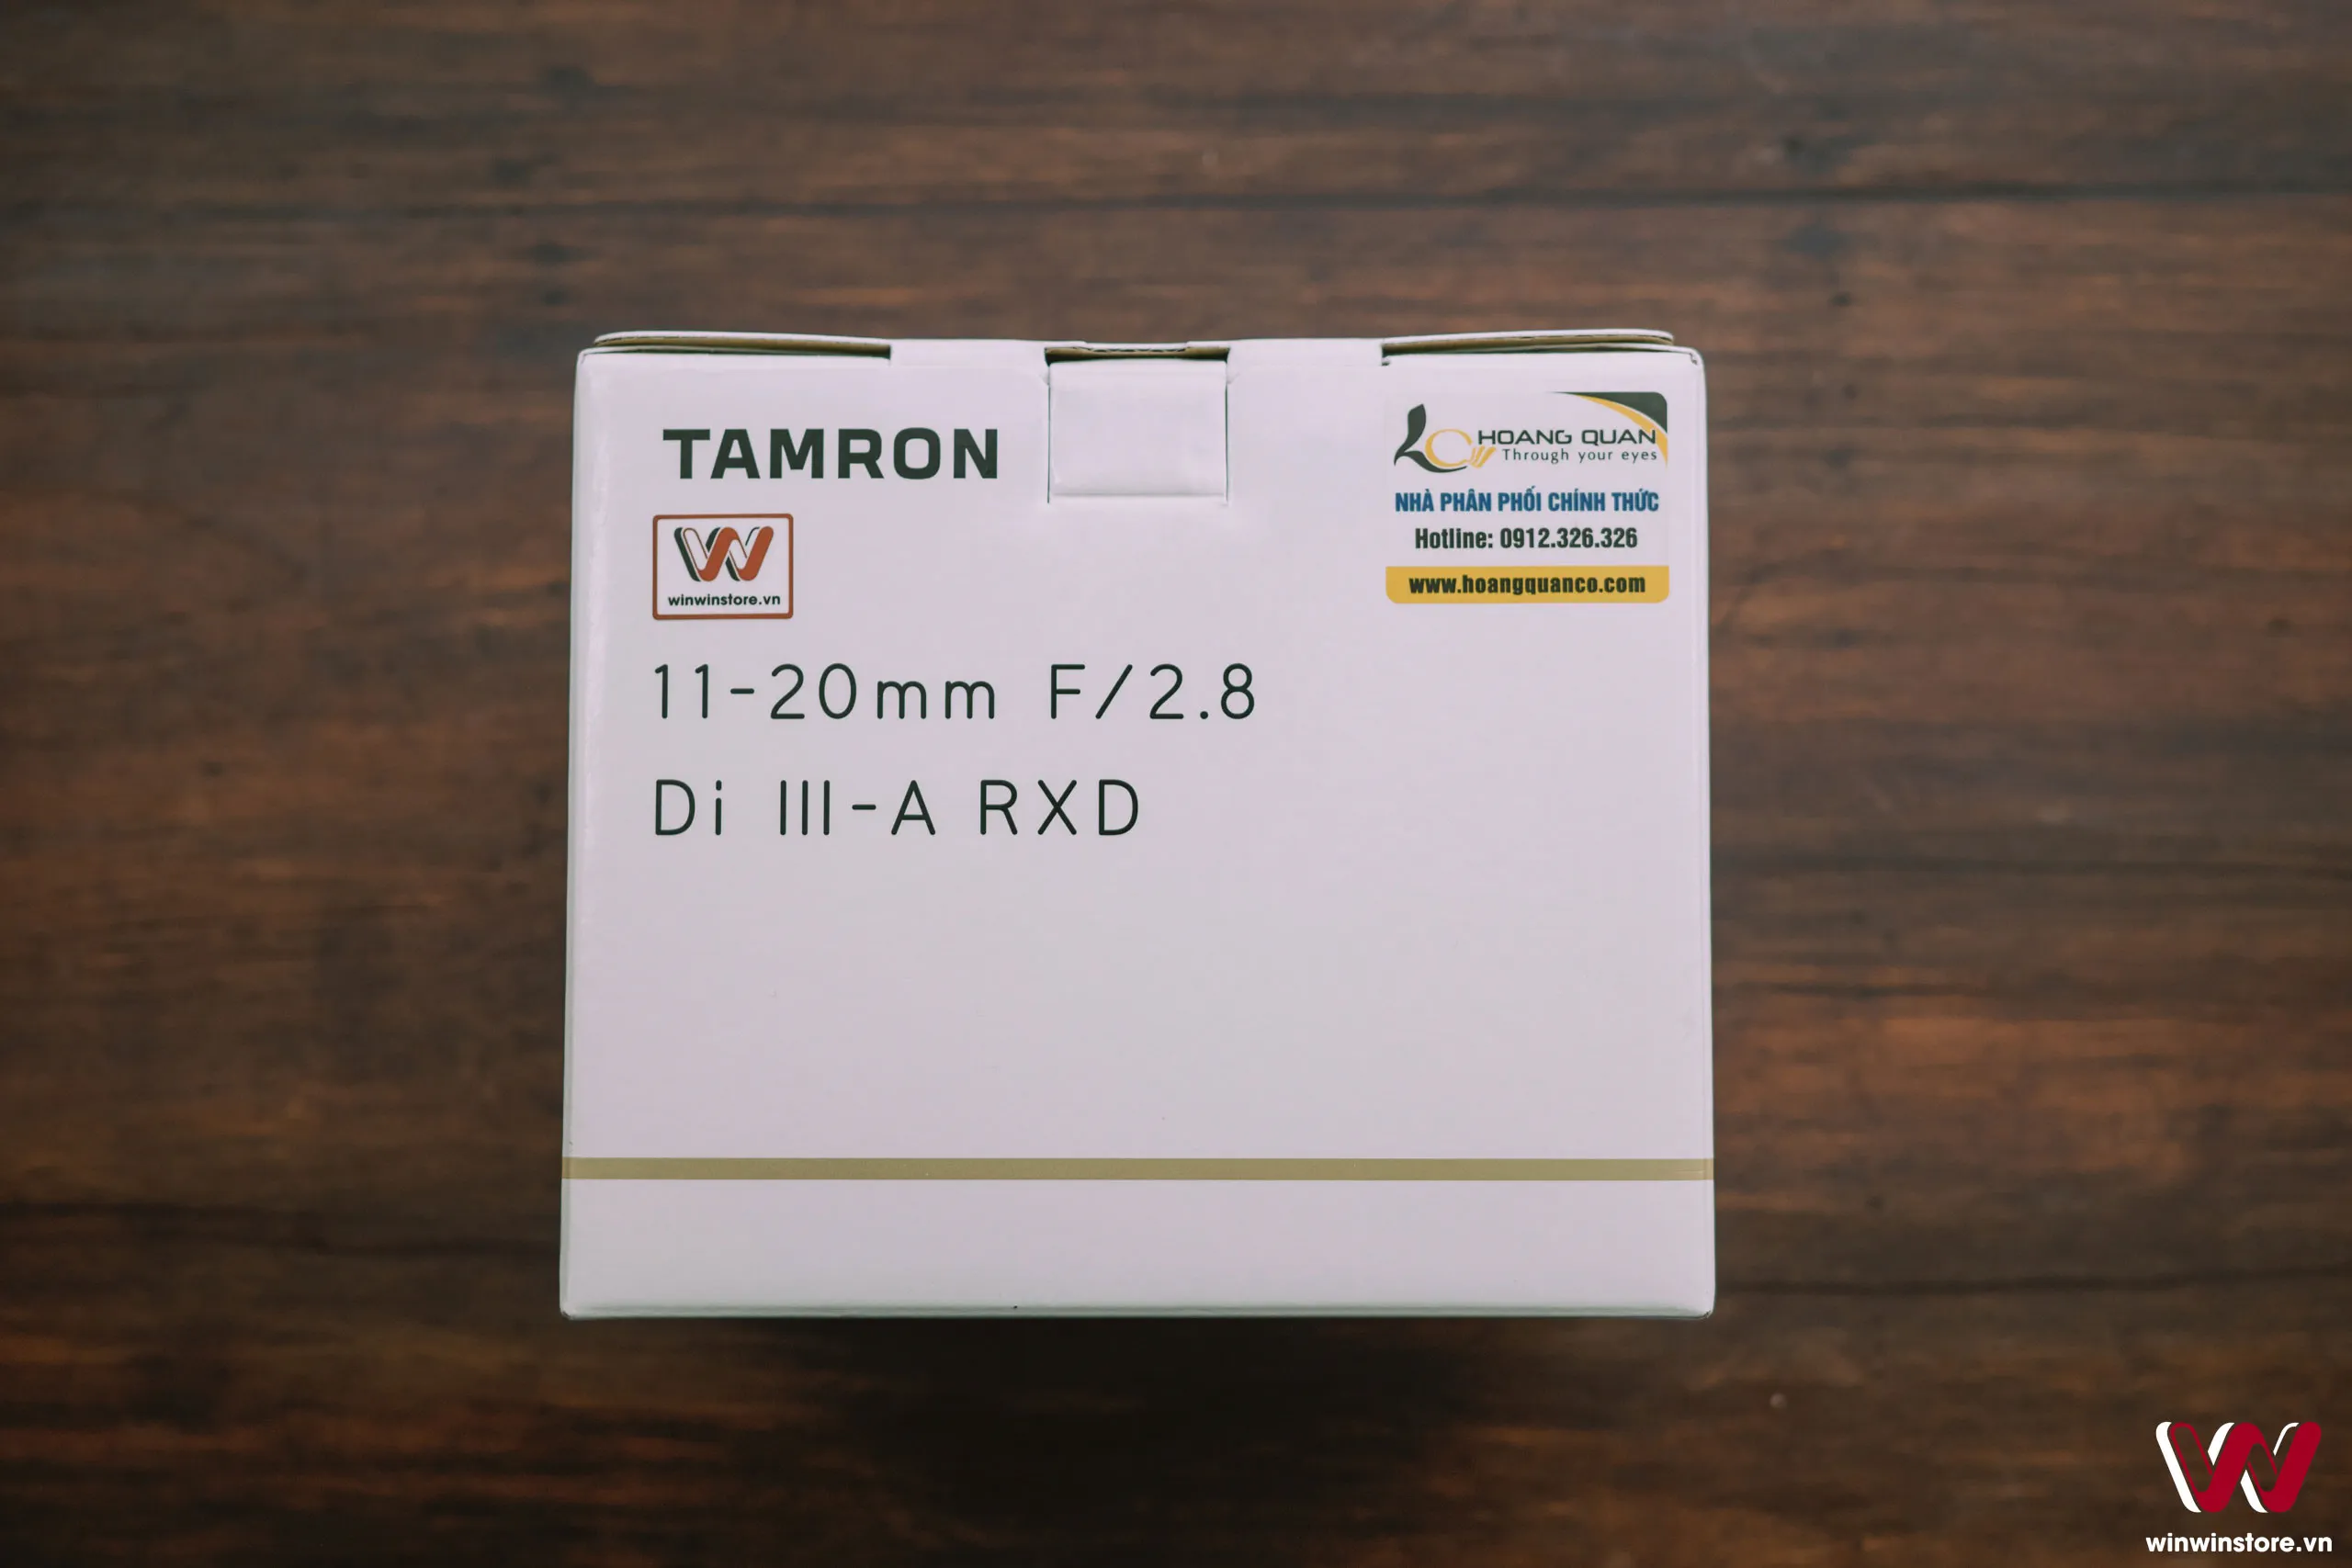 TAMRON
winwinstore.vn
HOANG QUAN
Through your eyes
NHÀ PHÂN PHỐI CHÍNH THỨC
Hotline: 0912.326.326
www.hoangquanco.com
11-20mm F/2.8
Di III-A RXD
winwinstore.vn